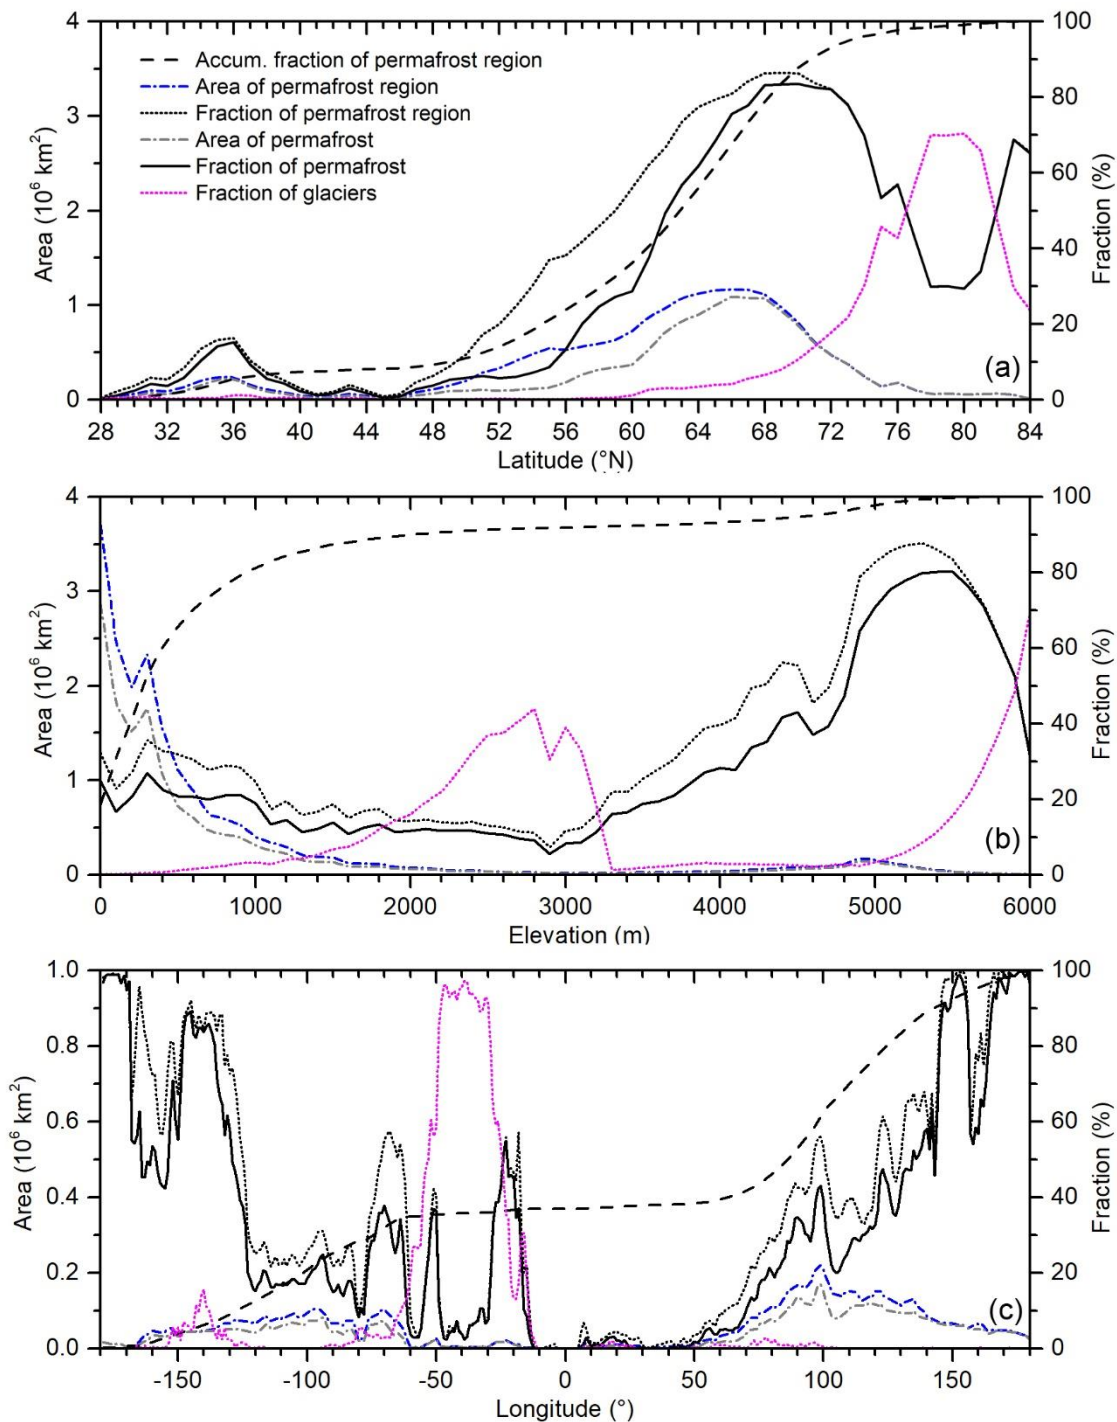 4 100
Accum. fraction of permafrost region
Area of permafrost region
3 Fraction of permafrost region 80
Area of permafrost
Fraction of permafrost
Fraction of glaciers 60
Area (10⁶ km²) 2 Fraction (%)
40
1
20
(a)
0 0
28 32 36 40 44 48 52 56 60 64 68 72 76 80 84
Latitude (°N)
4 100
3 80
60
Area (10⁶ km²) 2 Fraction (%)
40
1
20
(b)
0 0
0 1000 2000 3000 4000 5000 6000
Elevation (m)
1.0 100
0.8 80
0.6 60
Area (10⁶ km²) Fraction (%)
0.4 40
0.2 20
(c)
0.0 0
-150 -100 -50 0 50 100 150
Longitude (°)